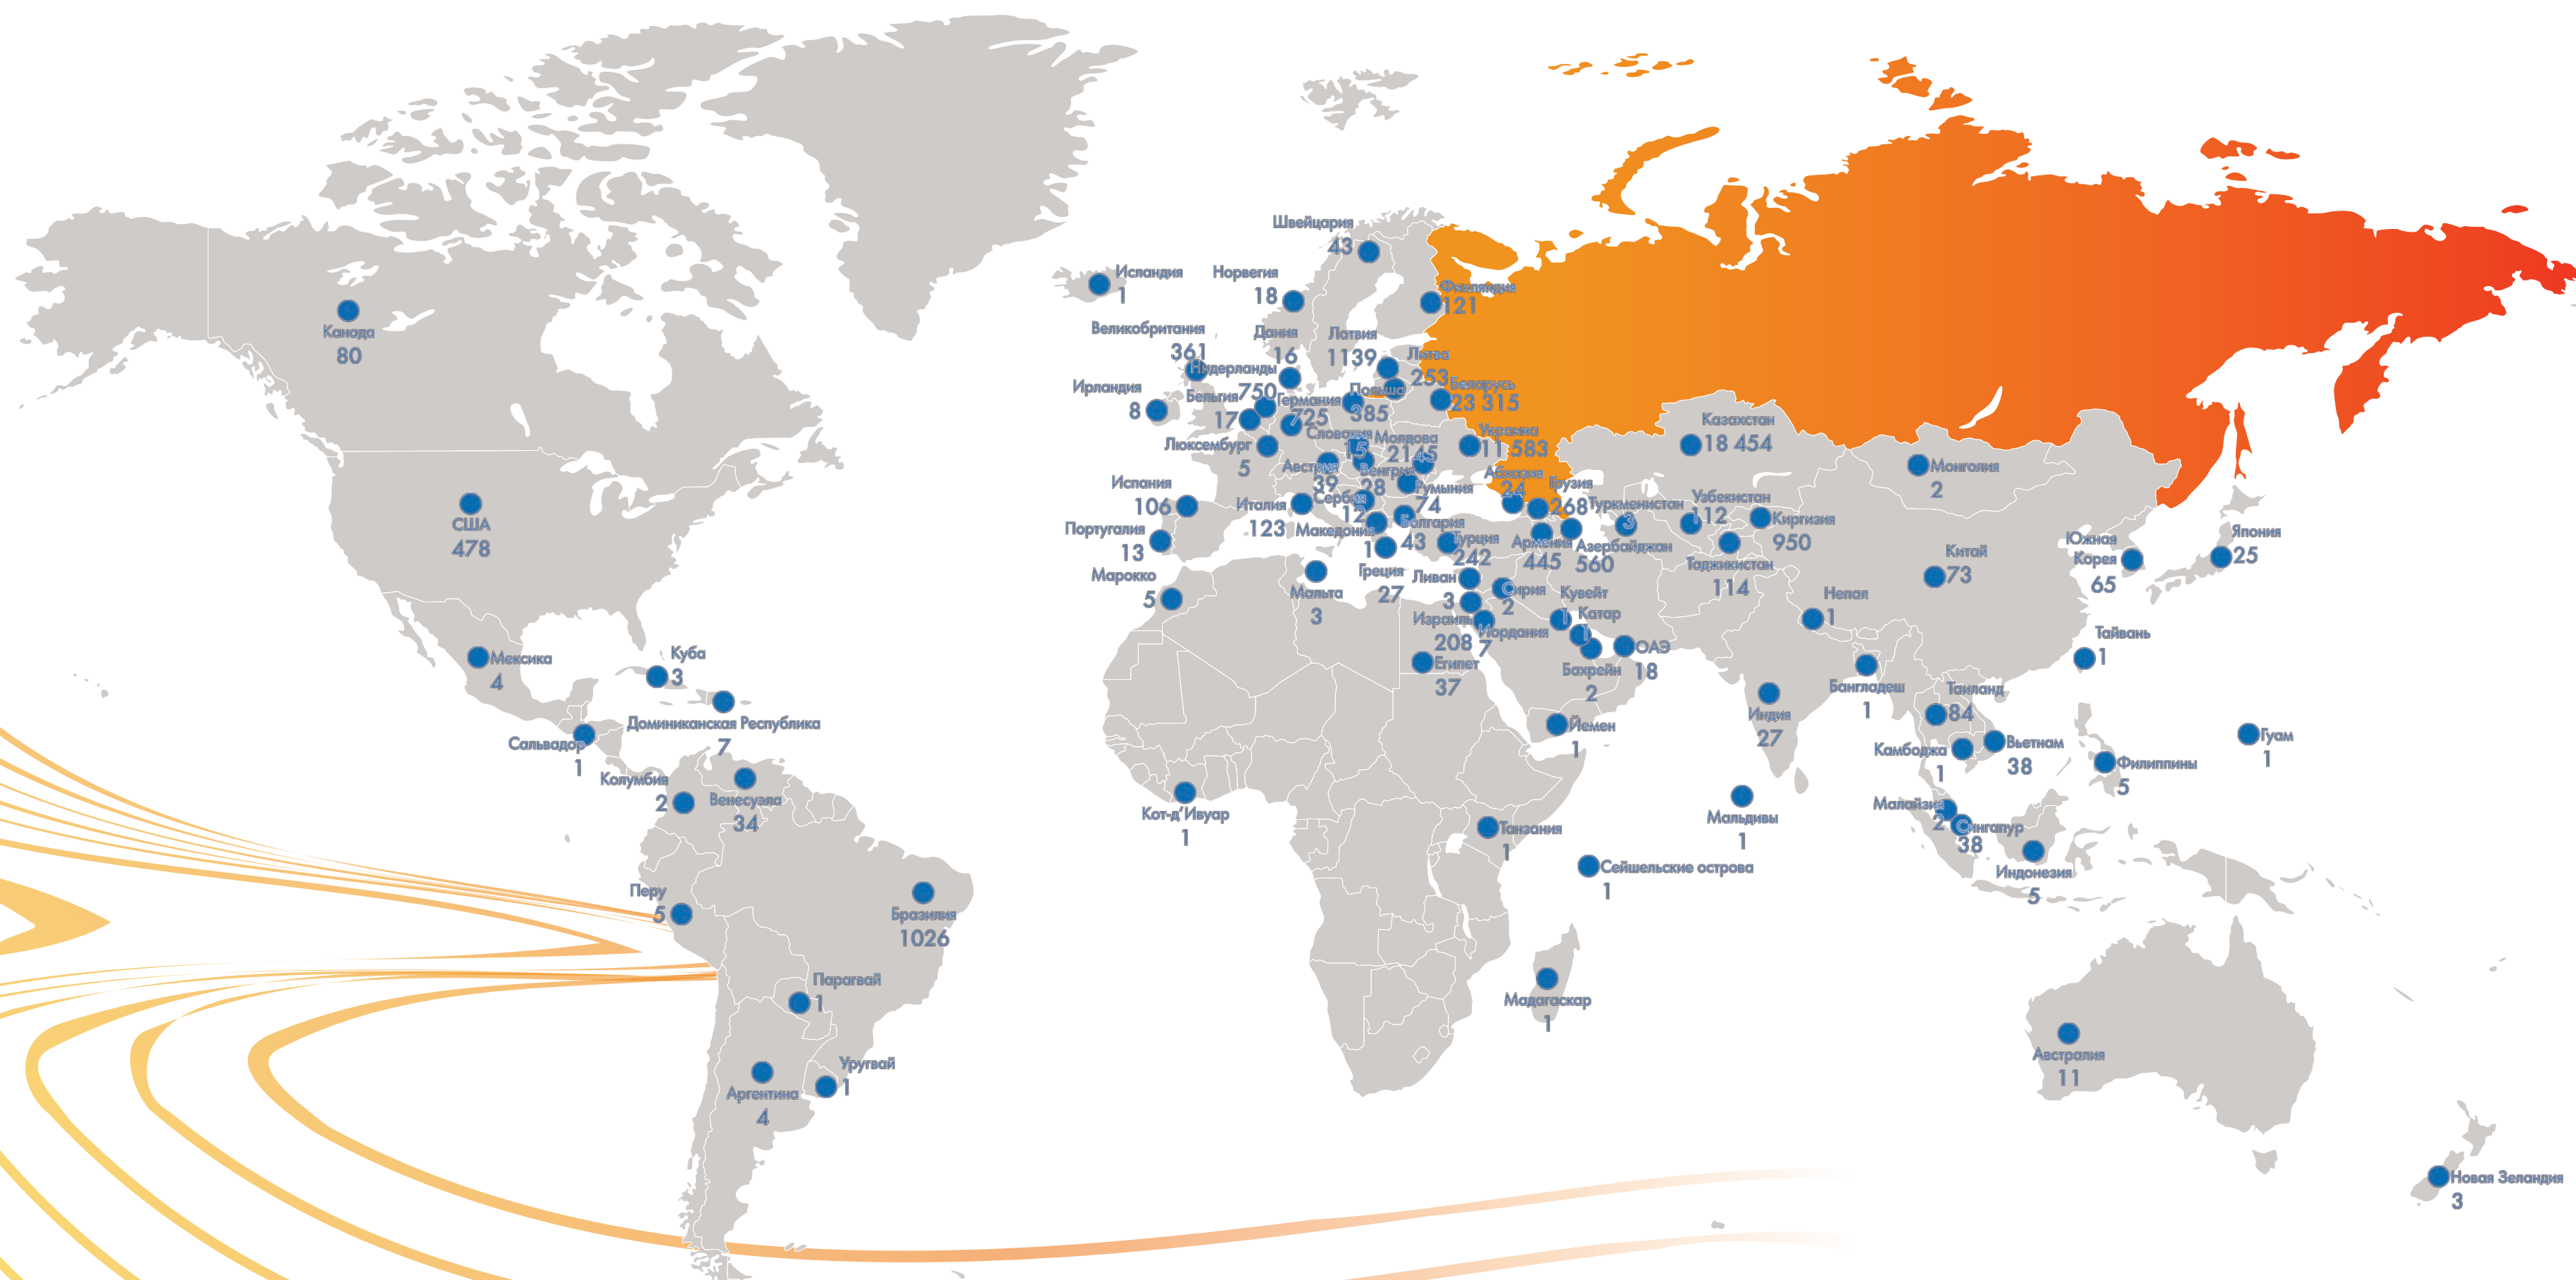 Канада
80
США
478
Мексика
4
Куба
3
Доминиканская Республика
7
Сальвадор
1
Колумбия
2
Венесуэла
34
Перу
5
Бразилия
1026
Парагвай
1
Уругвай
1
Аргентина
4
Исландия
1
Швейцария
43
Норвегия
18
Финляндия
121
Великобритания
361
Дания
16
Латвия
1139
Литва
253
Ирландия
8
Нидерланды
750
Бельгия
17
Германия
725
Польша
385
Беларусь
23 315
Люксембург
5
Словакия
15
Молдова
2145
Украина
11 583
Австрия
39
Венгрия
28
Абхазия
24
Грузия
268
Испания
106
Италия
123
Сербия
12
Румыния
74
Португалия
13
Македония
1
Болгария
43
Турция
242
Армения
445
Азербайджан
560
Марокко
5
Мальта
3
Греция
27
Ливан
3
Сирия
2
Израиль
208
Иордания
7
Кувейт
1
Катар
1
Бахрейн
2
ОАЭ
18
Египет
37
Йемен
1
Кот-д'Ивуар
1
Танзания
1
Сейшельские острова
1
Мадагаскар
1
Казахстан
18 454
Туркменистан
3
Узбекистан
112
Киргизия
950
Таджикистан
114
Монголия
2
Китай
73
Южная
Корея
65
Япония
25
Непал
1
Тайвань
1
Бангладеш
1
Индия
27
Таиланд
84
Камбоджа
1
Вьетнам
38
Филиппины
5
Гуам
1
Мальдивы
1
Малайзия
2
Сингапур
38
Индонезия
5
Австралия
11
Новая Зеландия
3